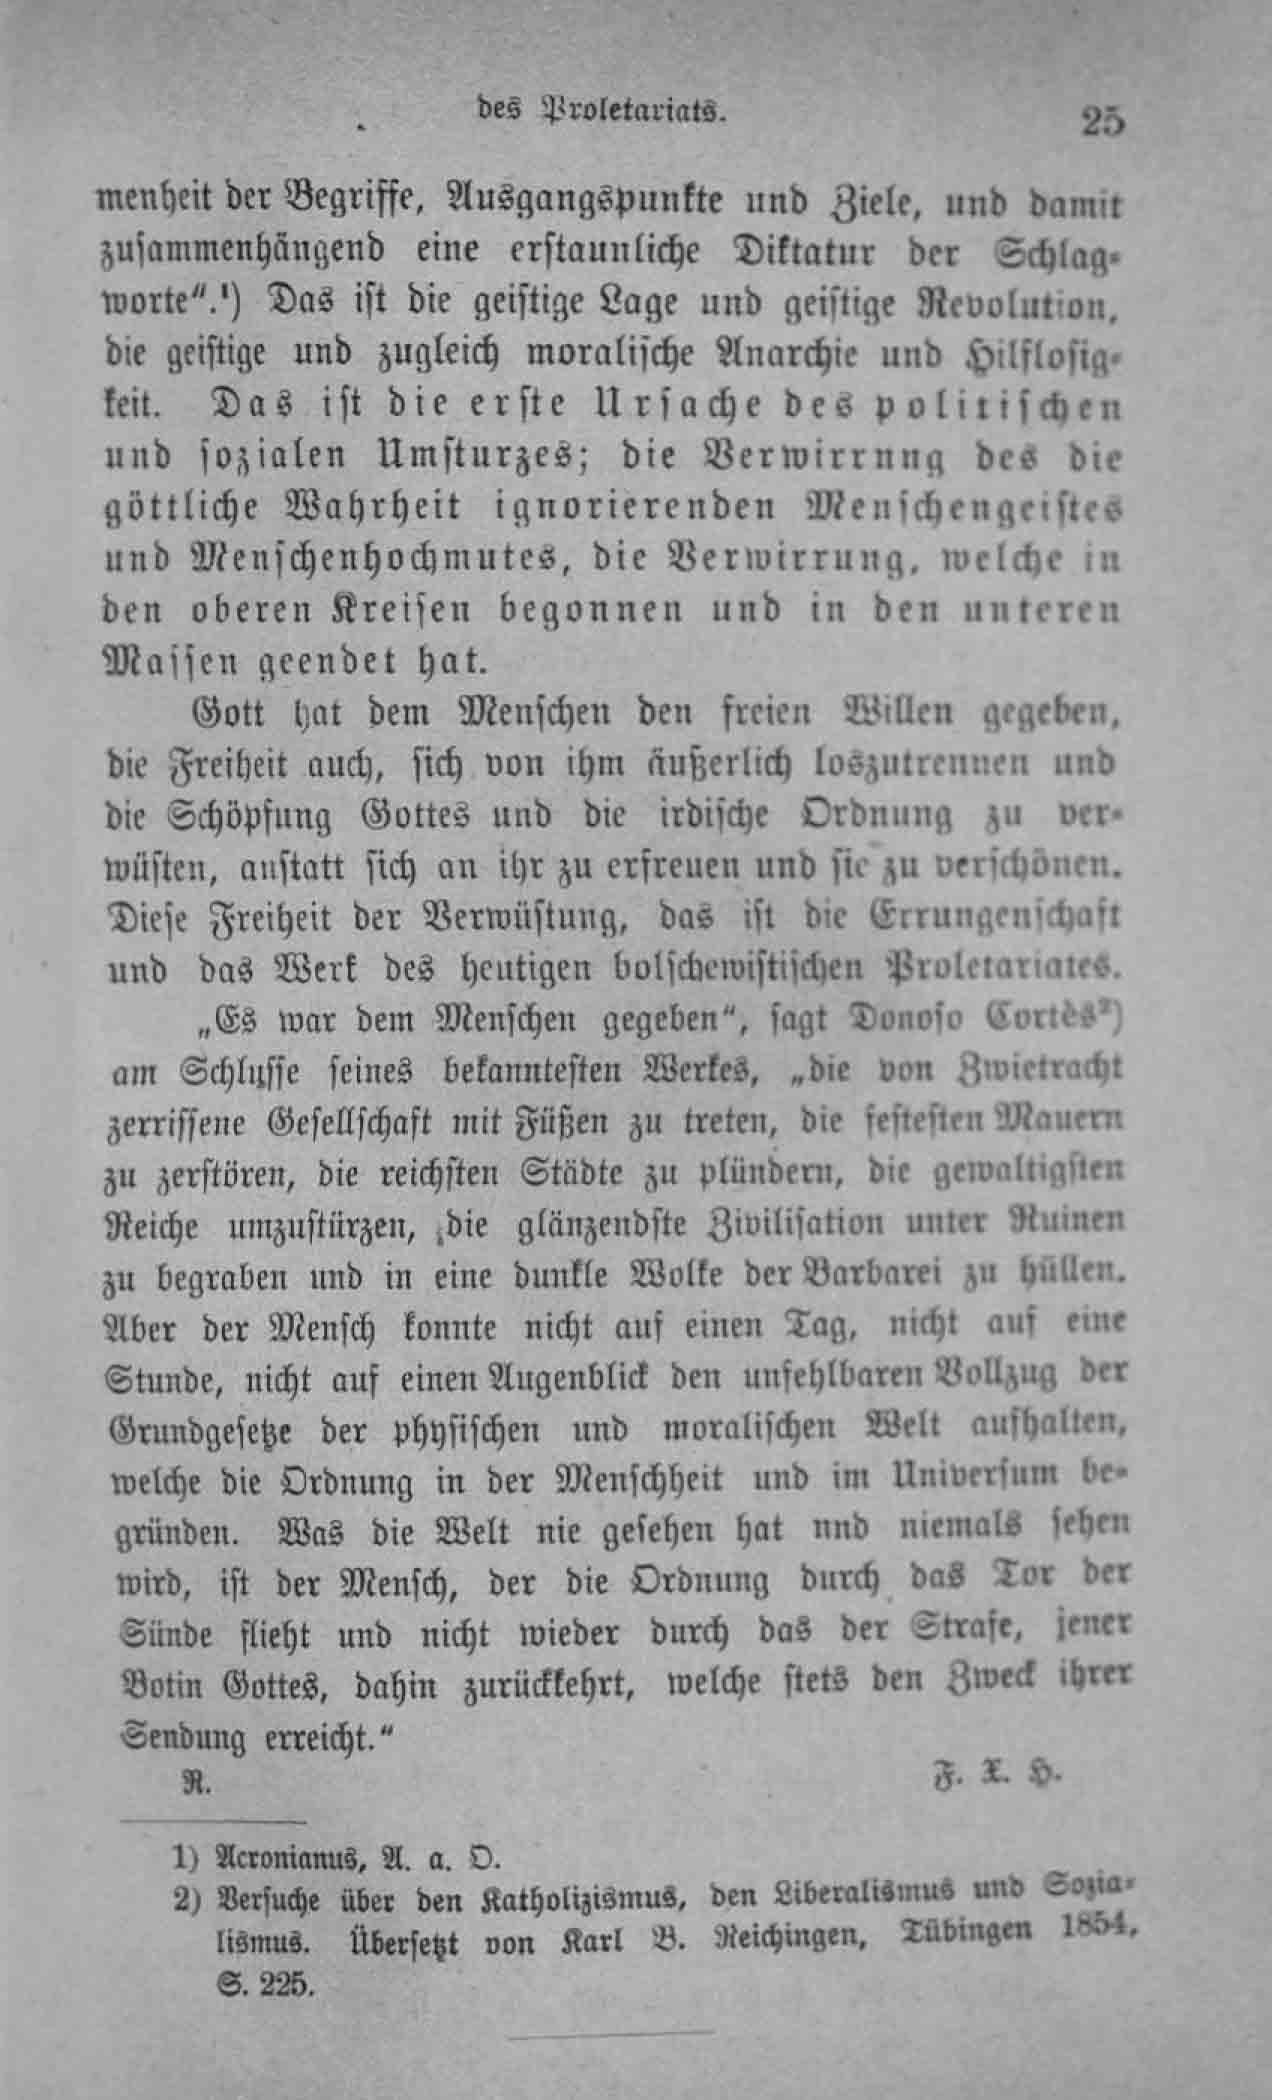 des Proletariats.
25
menheit der Begriffe, Ausgangspunkte und Ziele, und damit
zusammenhängend eine erstaunliche Diktatur der Schlag-
worte“.¹) Das ist die geistige Lage und geistige Revolution,
die geistige und zugleich moralische Anarchie und Hilflosig-
keit. Das ist die erste Ursache des politischen
und sozialen Umsturzes; die Verwirrnng des die
göttliche Wahrheit ignorierenden Menschengeistes
und Menschenhochmutes, die Verwirrung, welche in
den oberen Kreisen begonnen und in den unteren
Massen geendet hat.
Gott hat dem Menschen den freien Willen gegeben,
die Freiheit auch, sich von ihm äußerlich loszutrennen und
die Schöpfung Gottes und die irdische Ordnung zu ver-
wüsten, anstatt sich an ihr zu erfreuen und sie zu verschönen.
Diese Freiheit der Verwüstung, das ist die Errungenschaft
und das Werk des heutigen bolschewistischen Proletariates.
„Es war dem Menschen gegeben“, sagt Donoso Cortès²)
am Schlusse seines bekanntesten Werkes, „die von Zwietracht
zerrissene Gesellschaft mit Füßen zu treten, die festesten Mauern
zu zerstören, die reichsten Städte zu plündern, die gewaltigsten
Reiche umzustürzen, die glänzendste Zivilisation unter Ruinen
zu begraben und in eine dunkle Wolke der Barbarei zu hüllen.
Aber der Mensch konnte nicht auf einen Tag, nicht auf eine
Stunde, nicht auf einen Augenblick den unfehlbaren Vollzug der
Grundgesetze der physischen und moralischen Welt aufhalten,
welche die Ordnung in der Menschheit und im Universum be-
gründen. Was die Welt nie gesehen hat nnd niemals sehen
wird, ist der Mensch, der die Ordnung durch das Tor der
Sünde flieht und nicht wieder durch das der Strafe, jener
Botin Gottes, dahin zurückkehrt, welche stets den Zweck ihrer
Sendung erreicht.“
R.
F. X. H.
1) Acronianus, A. a. O.
2) Versuche über den Katholizismus, den Liberalismus und Sozia-
lismus. Übersetzt von Karl B. Reichingen, Tübingen 1854,
S. 225.